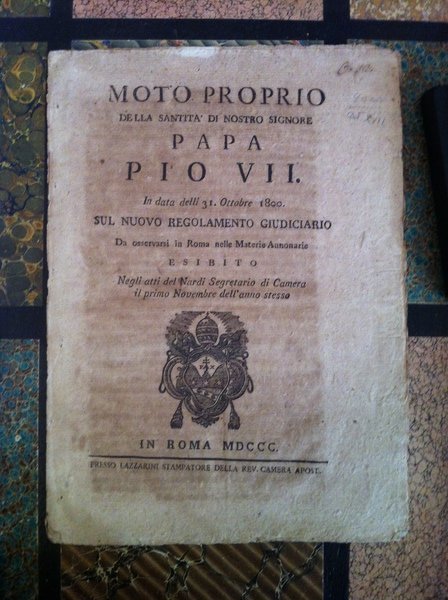 MOTO PROPRIO
DELLA SANTITA' DI NOSTRO SIGNORE
PAPA
PIO VII.
In data delli 31. Ottobre 1800.
SUL NUOVO REGOLAMENTO GIUDICIARIO
Da osservarsi in Roma nelle Materie Annonarie
ESIBITO
Negli atti del Nardi Segretario di Camera
il primo Novembre dell'anno stesso
IN ROMA MDCCC.
PRESSO LAZZARINI STAMPATORE DELLA REV. CAMERA APOST.